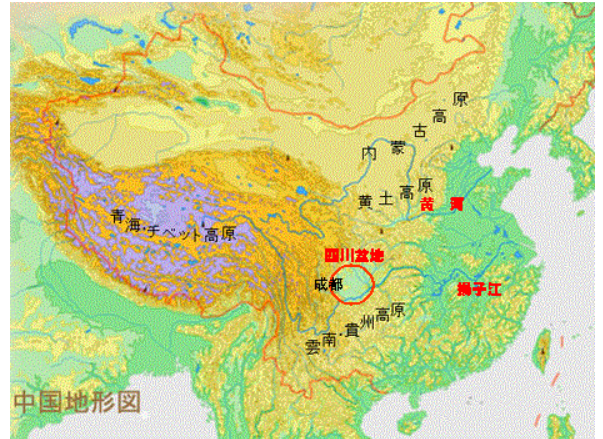 内蒙古高原
黄土高原
黄河
青海・チベット高原
四川盆地
成都
揚子江
雲南・貴州高原
中国地形図